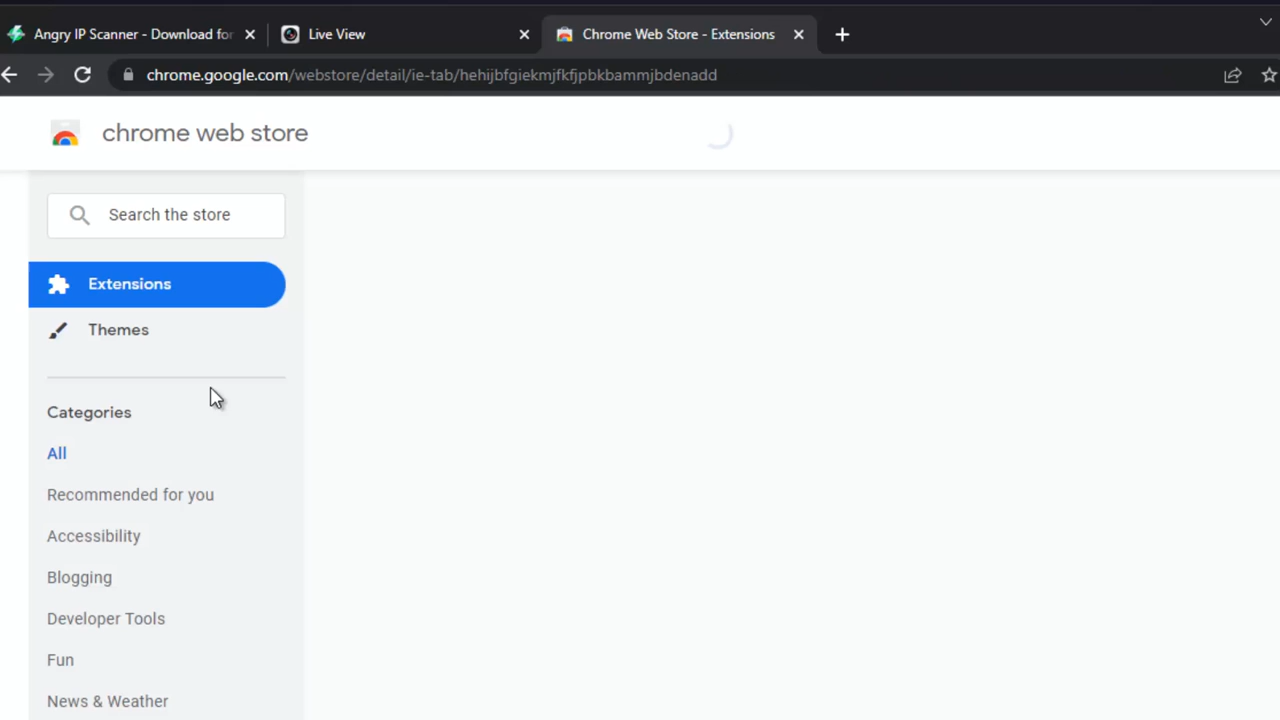 Angry IP Scanner - Download for
Live View
Chrome Web Store - Extensions
chrome.google.com/webstore/detail/ie-tab/hehijbfgiekmjfkfjpbkbammjbdenadd
chrome web store
Search the store
Extensions
Themes
Categories
All
Recommended for you
Accessibility
Blogging
Developer Tools
Fun
News & Weather